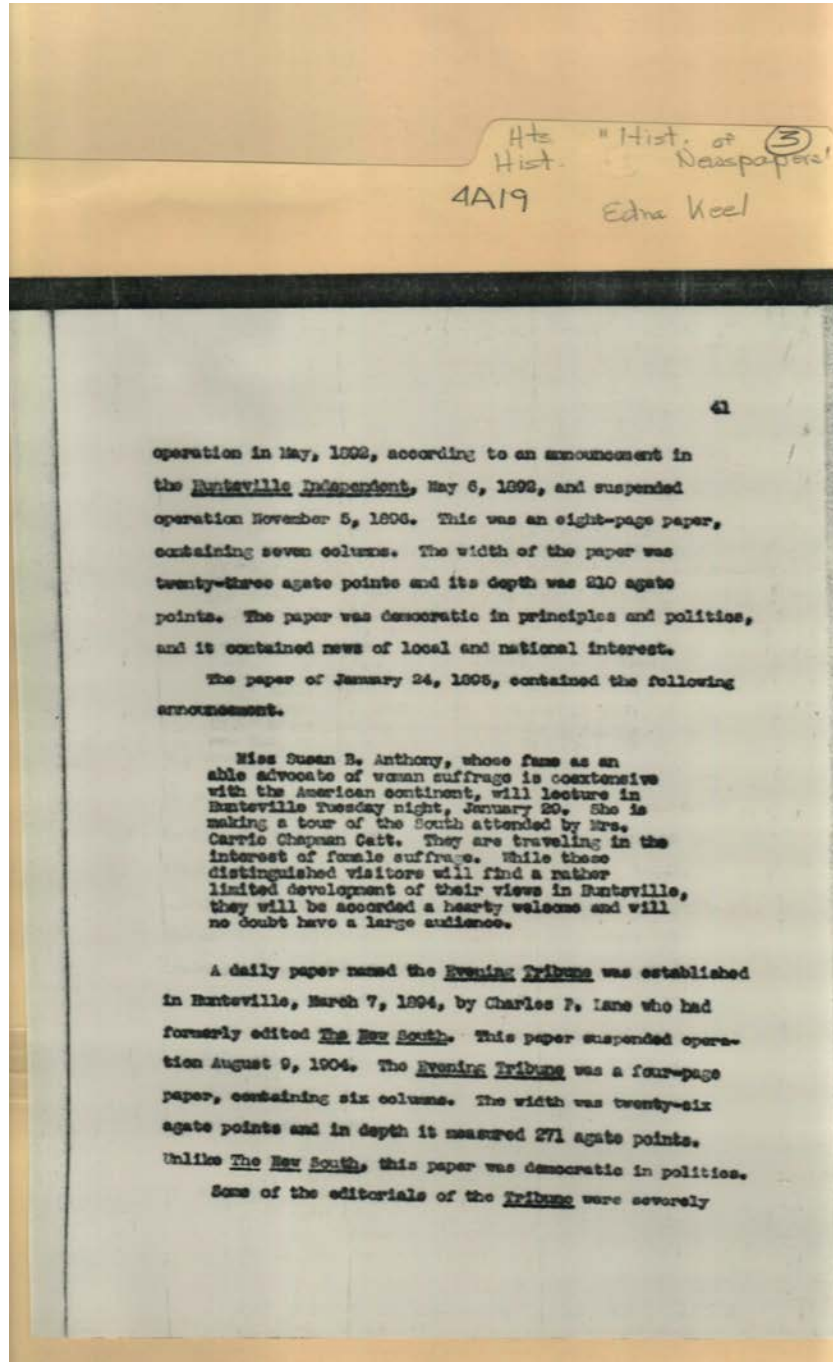 Hts "Hist. of 3
Hist. Newspapers"
4A19 Edna Keel
41
operation in May, 1892, according to an announcement in
the Huntsville Independent, May 6, 1892, and suspended
operation November 5, 1896. This was an eight-page paper,
containing seven columns. The width of the paper was
twenty-three agate points and its depth was 210 agate
points. The paper was democratic in principles and politics,
and it contained news of local and national interest.
The paper of January 24, 1895, contained the following
announcement.
Miss Susan B. Anthony, whose fame as an
able advocate of woman suffrage is coextensive
with the American continent, will lecture in
Huntsville Tuesday night, January 29. She is
making a tour of the South attended by Mrs.
Carrie Chapman Catt. They are traveling in the
interest of female suffrage. While these
distinguished visitors will find a rather
limited development of their views in Huntsville,
they will be accorded a hearty welcome and will
no doubt have a large audience.
A daily paper named the Evening Tribune was established
in Huntsville, March 7, 1894, by Charles P. Lane who had
formerly edited The New South. This paper suspended opera-
tion August 9, 1904. The Evening Tribune was a four-page
paper, containing six columns. The width was twenty-six
agate points and in depth it measured 271 agate points.
Unlike The New South, this paper was democratic in politics.
Some of the editorials of the Tribune were severely